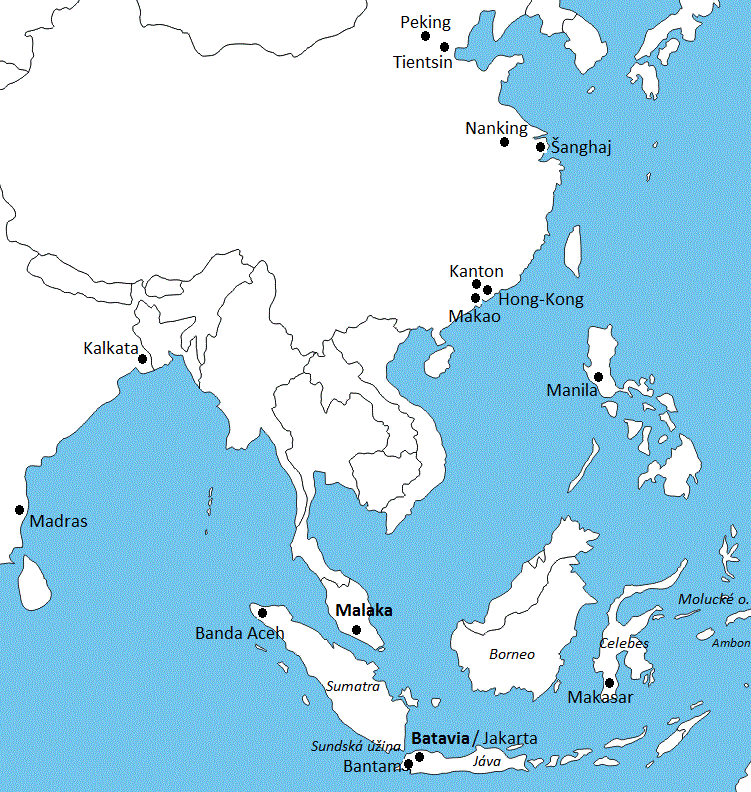 Peking
Tientsin
Nanking
Šanghaj
Kanton
Hong-Kong
Makao
Kalkata
Manila
Madras
Molucké o.
Malaka
Banda Aceh
Celebes
Ambon
Borneo
Sumatra
Makasar
Batavia / Jakarta
Sundská úžina
Jáva
Bantam